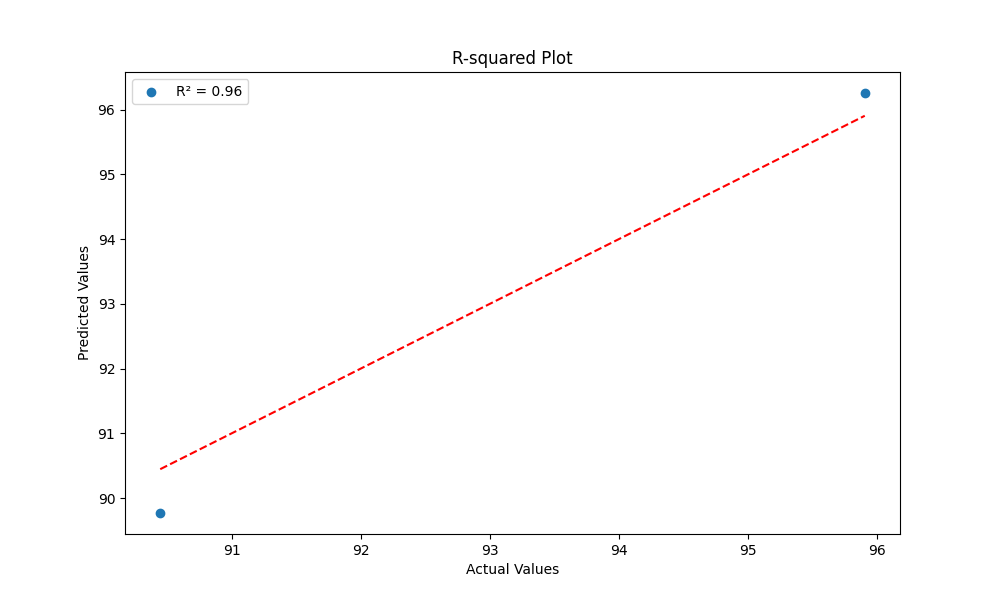 R-squared Plot
R² = 0.96
96
95
94
93
92
91
90
Predicted Values
91 92 93 94 95 96
Actual Values